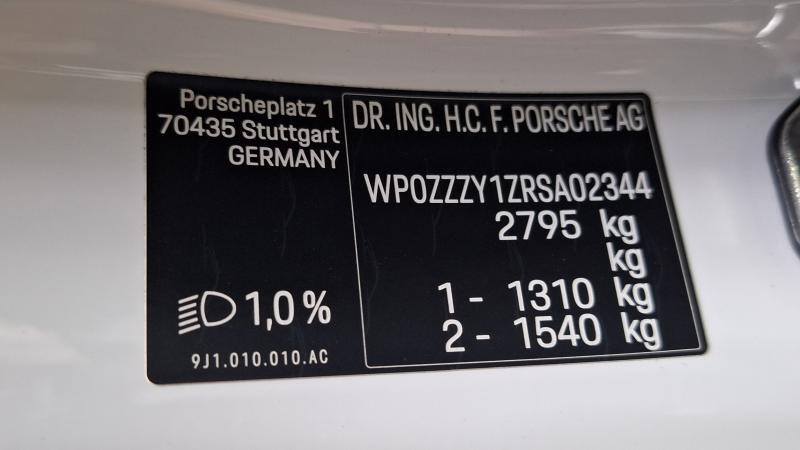 Porscheplatz 1
70435 Stuttgart
GERMANY
1,0 %
9J1.010.010.AC
DR. ING. H.C. F. PORSCHE AG
WP0ZZZY1ZRSA02344
2795 kg
kg
1 - 1310 kg
2 - 1540 kg